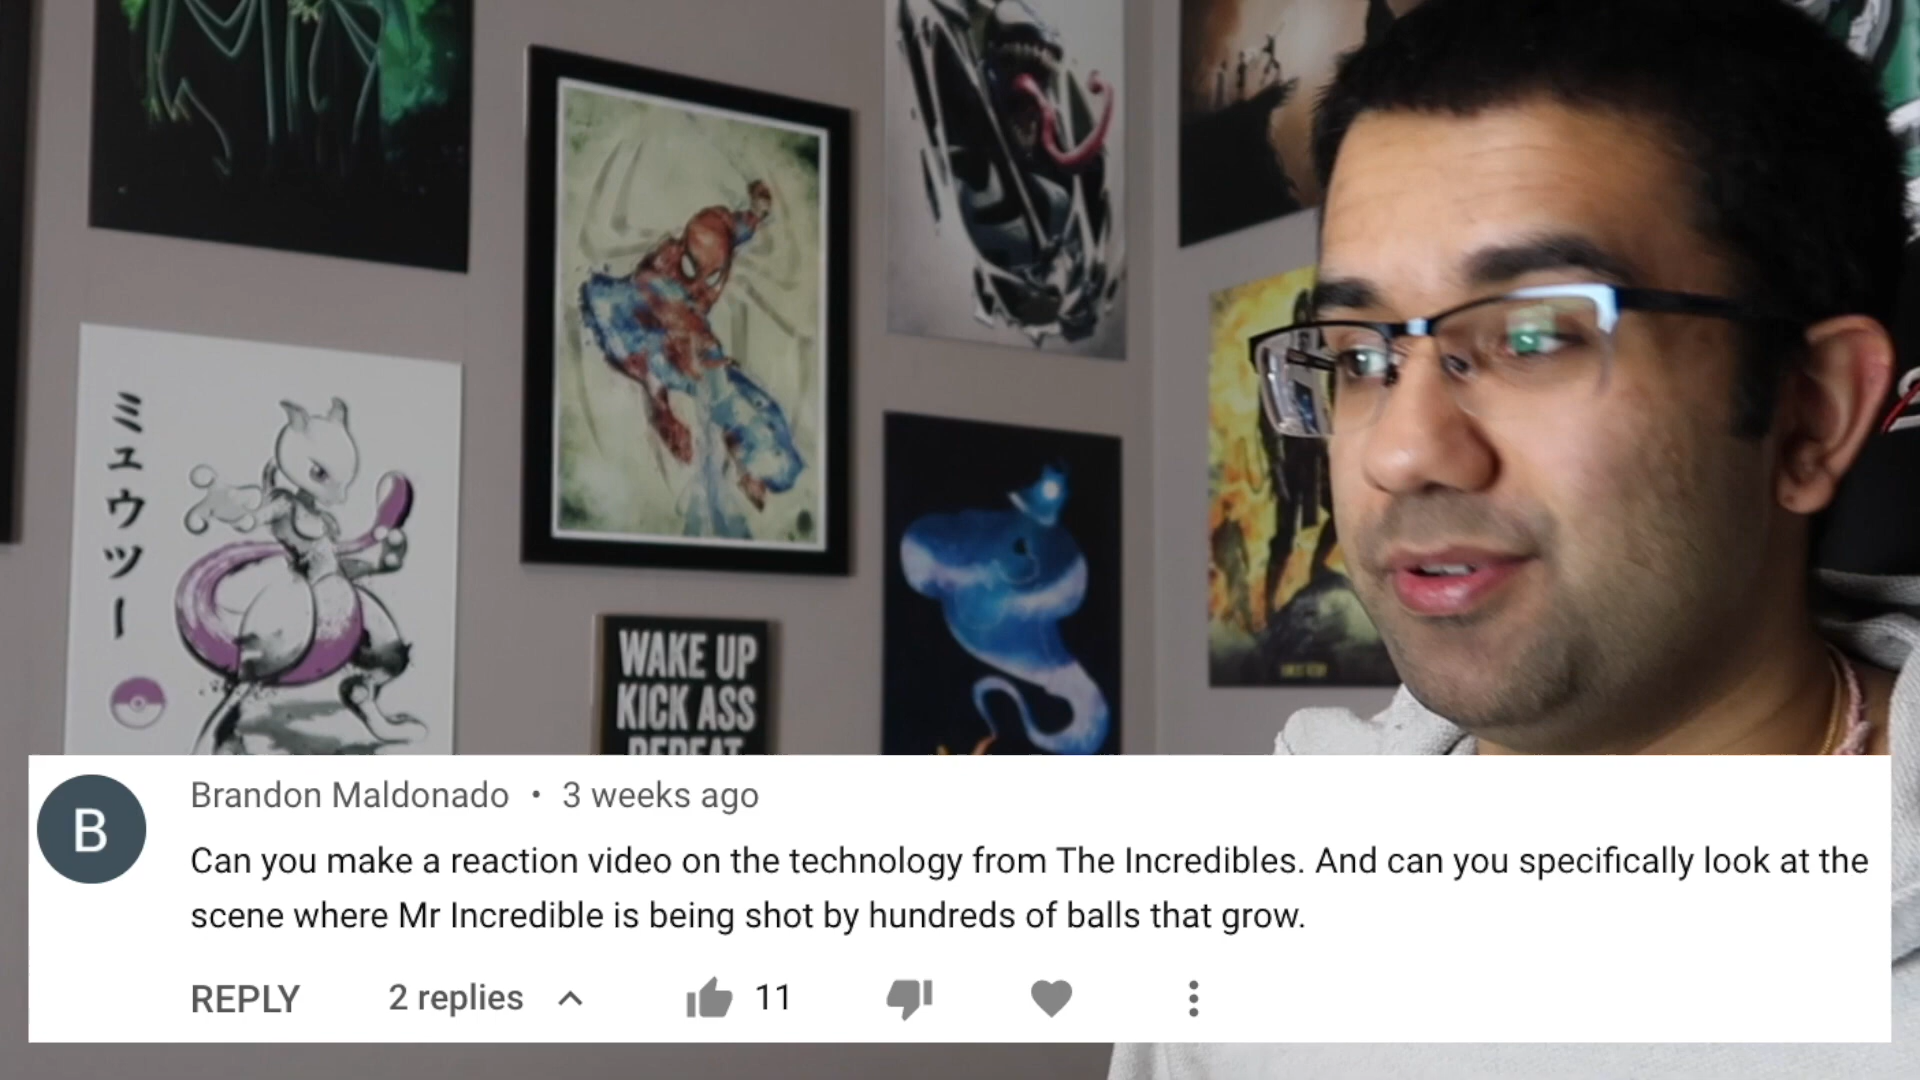 ミュウツー
WAKE UP
KICK ASS
REPEAT
B
Brandon Maldonado • 3 weeks ago
Can you make a reaction video on the technology from The Incredibles. And can you specifically look at the
scene where Mr Incredible is being shot by hundreds of balls that grow.
REPLY 2 replies 11